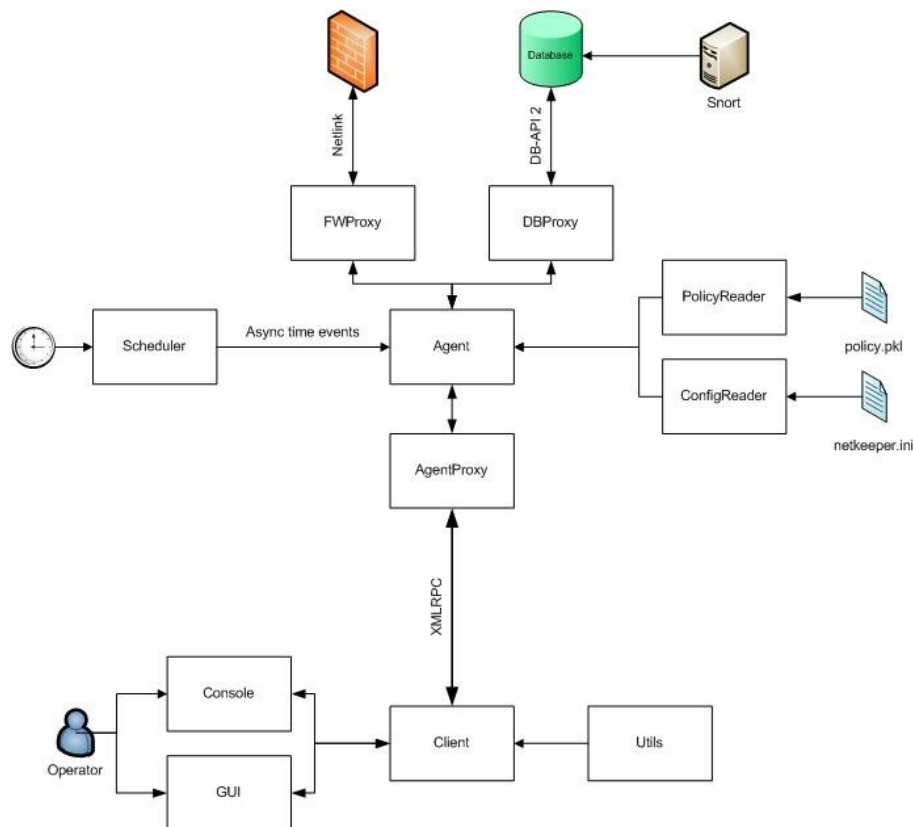 Database
Snort
Netlink
DB-API 2
FWProxy
DBProxy
PolicyReader
policy.pkl
Scheduler
Async time events
Agent
ConfigReader
netkeeper.ini
AgentProxy
XMLRPC
Console
Operator
Client
Utils
GUI